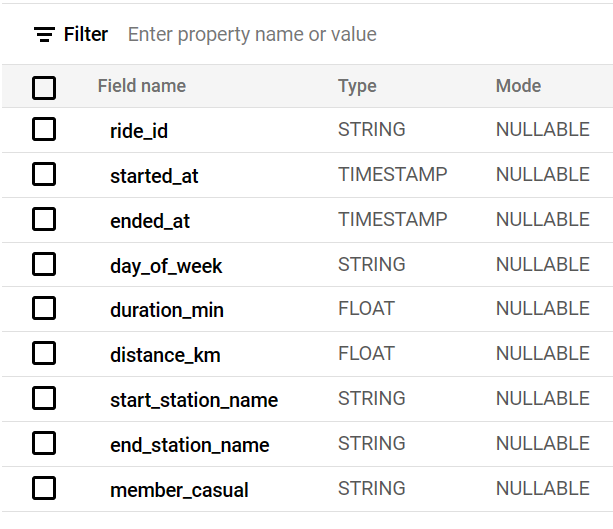 Filter Enter property name or value
Field name Type Mode
ride_id STRING NULLABLE
started_at TIMESTAMP NULLABLE
ended_at TIMESTAMP NULLABLE
day_of_week STRING NULLABLE
duration_min FLOAT NULLABLE
distance_km FLOAT NULLABLE
start_station_name STRING NULLABLE
end_station_name STRING NULLABLE
member_casual STRING NULLABLE